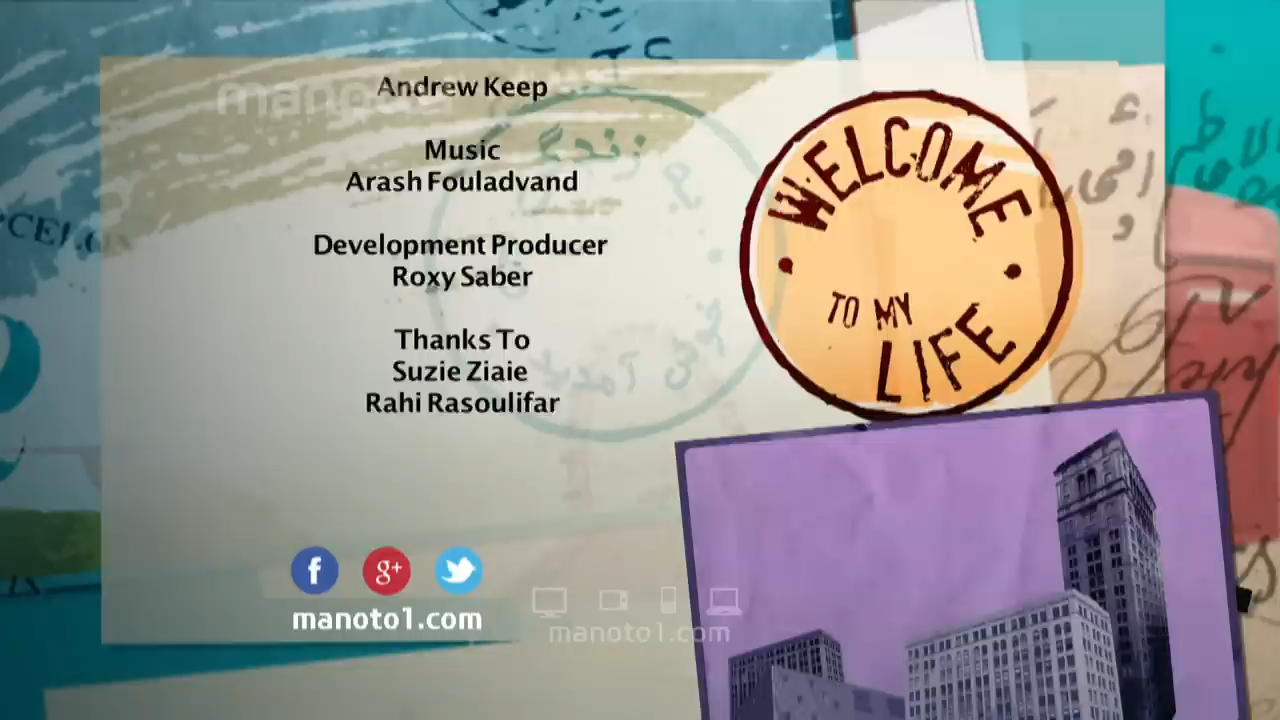 Andrew Keep
Music
Arash Fouladvand
Development Producer
Roxy Saber
Thanks To
Suzie Ziaie
Rahi Rasoulifar
manoto1.com
WELCOME
TO MY
LIFE
manoto1.com
زندگی